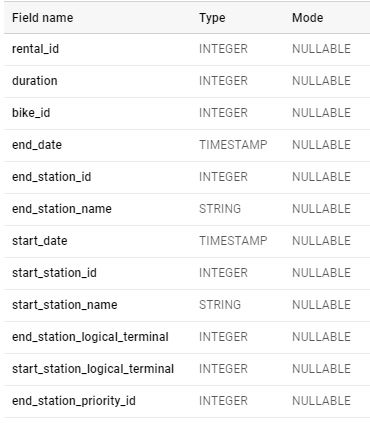 Field name Type Mode
rental_id INTEGER NULLABLE
duration INTEGER NULLABLE
bike_id INTEGER NULLABLE
end_date TIMESTAMP NULLABLE
end_station_id INTEGER NULLABLE
end_station_name STRING NULLABLE
start_date TIMESTAMP NULLABLE
start_station_id INTEGER NULLABLE
start_station_name STRING NULLABLE
end_station_logical_terminal INTEGER NULLABLE
start_station_logical_terminal INTEGER NULLABLE
end_station_priority_id INTEGER NULLABLE